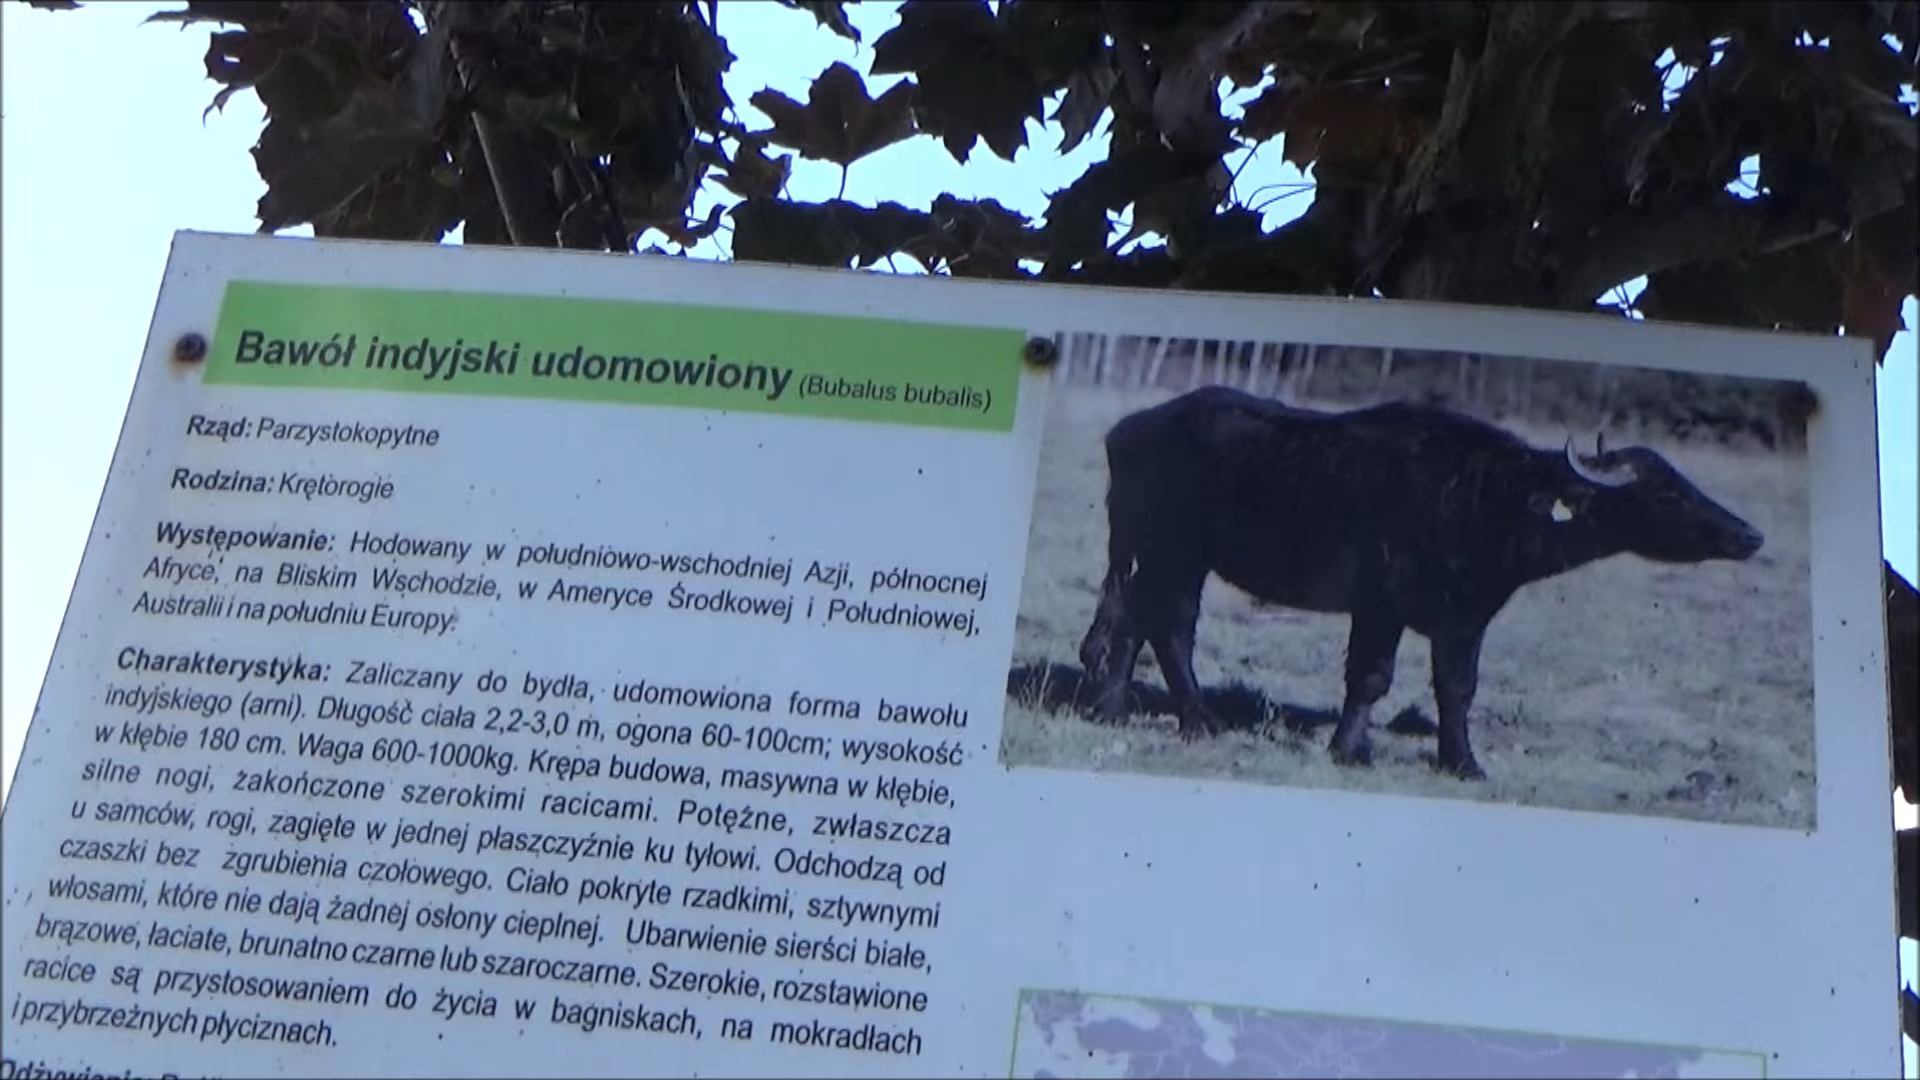 Bawół indyjski udomowiony (Bubalus bubalis)
Rząd: Parzystokopytne
Rodzina: Krętorogie
Występowanie: Hodowany w południowo-wschodniej Azji, północnej
Afryce, na Bliskim Wschodzie, w Ameryce Środkowej i Południowej,
Australii i na południu Europy.
Charakterystyka: Zaliczany do bydła, udomowiona forma bawołu
indyjskiego (arni). Długość ciała 2,2-3,0 m, ogona 60-100cm; wysokość
w kłębie 180 cm. Waga 600-1000kg. Krępa budowa, masywna w kłębie,
silne nogi, zakończone szerokimi racicami. Potężne, zwłaszcza
u samców, rogi, zagięte w jednej płaszczyźnie ku tyłowi. Odchodzą od
czaszki bez zgrubienia czołowego. Ciało pokryte rzadkimi, sztywnymi
włosami, które nie dają żadnej osłony cieplnej. Ubarwienie sierści białe,
brązowe, łaciate, brunatno czarne lub szaroczarne. Szerokie, rozstawione
racice są przystosowaniem do życia w bagniskach, na mokradłach
i przybrzeżnych płyciznach.